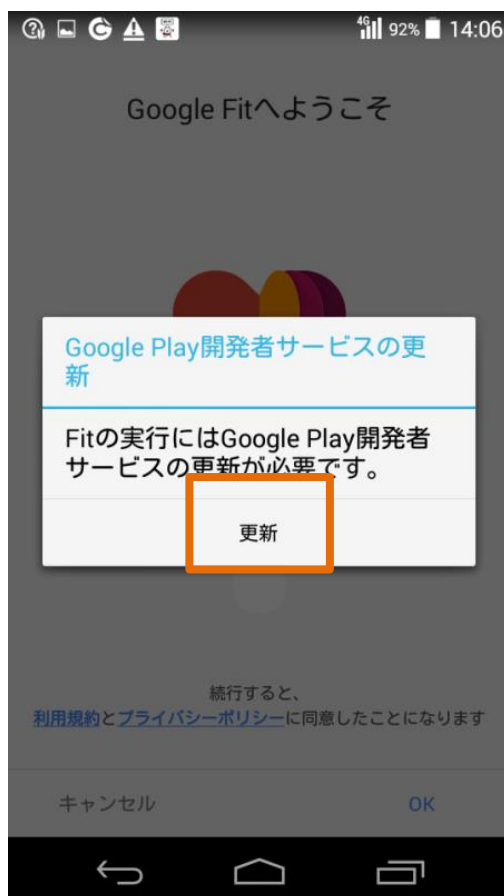 4G 92% 14:06
Google Fitへようこそ
Google Play開発者サービスの更
新
Fitの実行にはGoogle Play開発者
サービスの更新が必要です。
更新
続行すると、
利用規約とプライバシーポリシーに同意したことになります
キャンセル OK